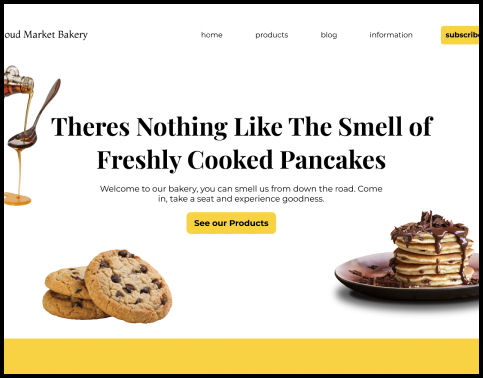 oud Market Bakery
home
products
blog
information
subscribe
Theres Nothing Like The Smell of
Freshly Cooked Pancakes
Welcome to our bakery, you can smell us from down the road. Come
in, take a seat and experience goodness.
See our Products